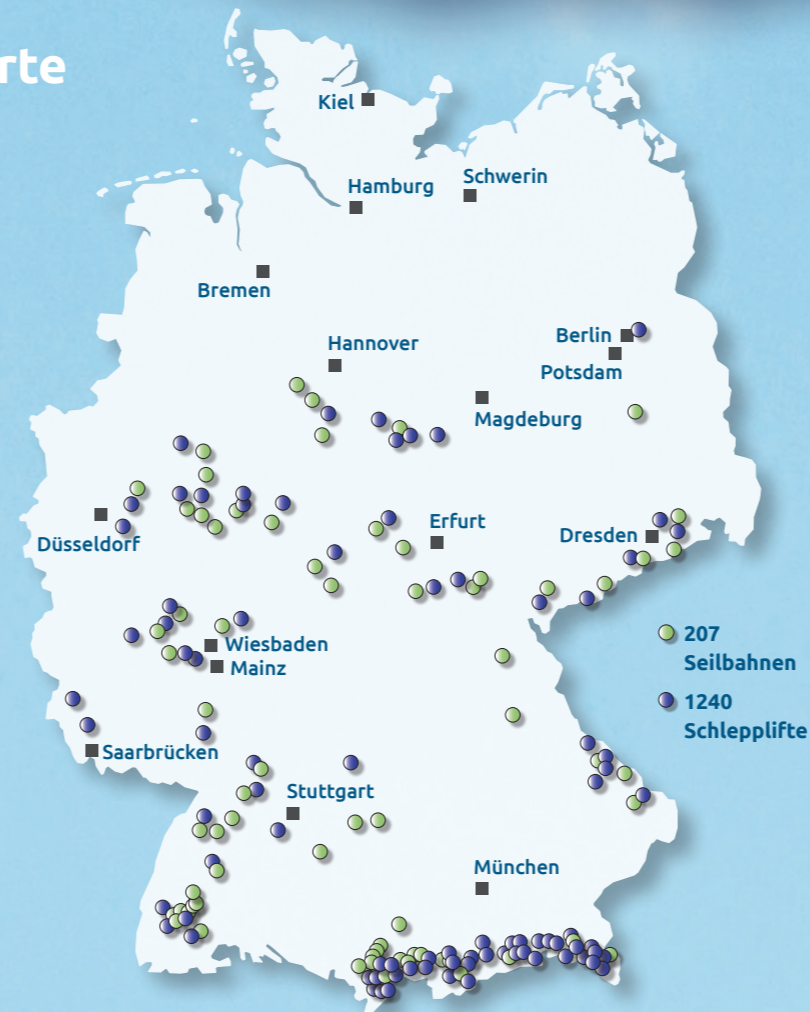 rte
Kiel
Schwerin
Hamburg
Bremen
Berlin
Hannover
Potsdam
Magdeburg
Erfurt
Dresden
Düsseldorf
207
Seilbahnen
Wiesbaden
Mainz
1240
Schlepplifte
Saarbrücken
Stuttgart
München